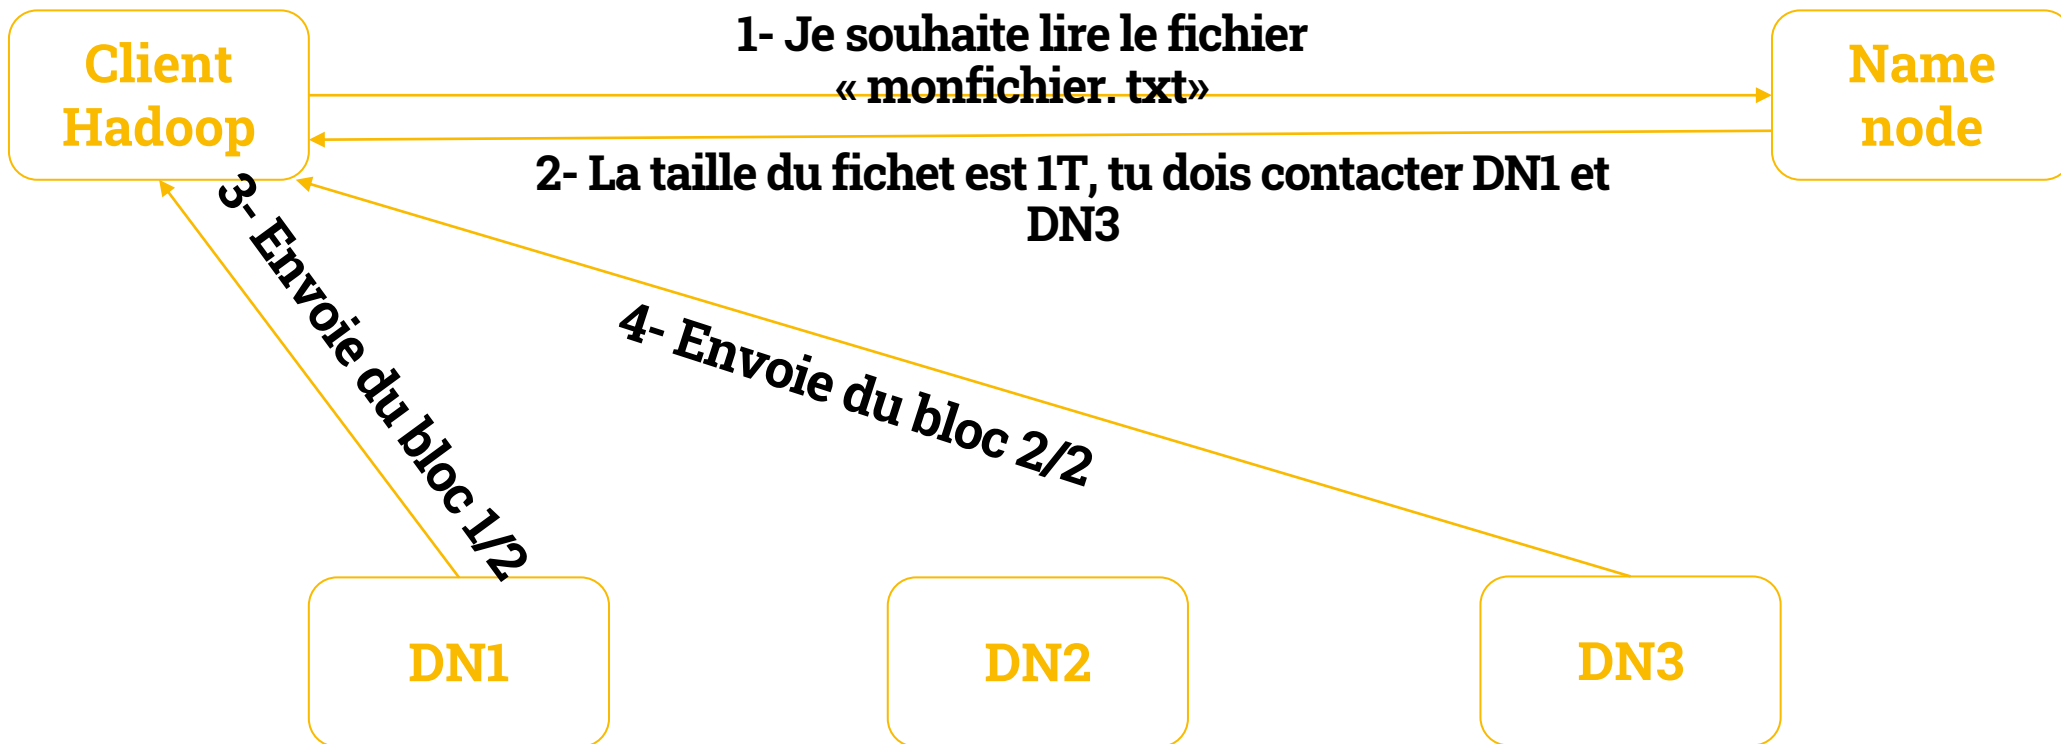 Client
Hadoop
1- Je souhaite lire le fichier
« monfichier. txt»
Name
node
2- La taille du fichet est 1T, tu dois contacter DN1 et
DN3
3- Envoie du bloc 1/2
4- Envoie du bloc 2/2
DN1
DN2
DN3